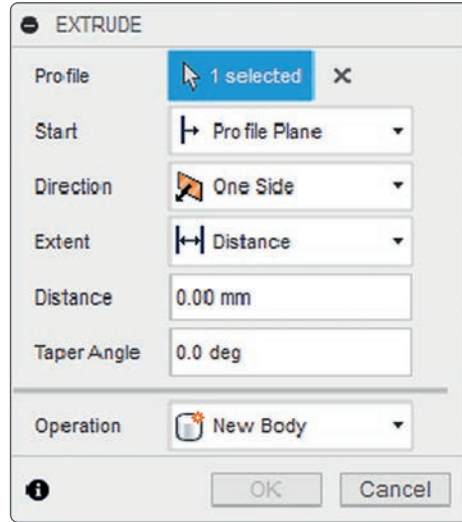 EXTRUDE
Profile 1 selected
Start Profile Plane
Direction One Side
Extent Distance
Distance 0.00 mm
Taper Angle 0.0 deg
Operation New Body
OK Cancel